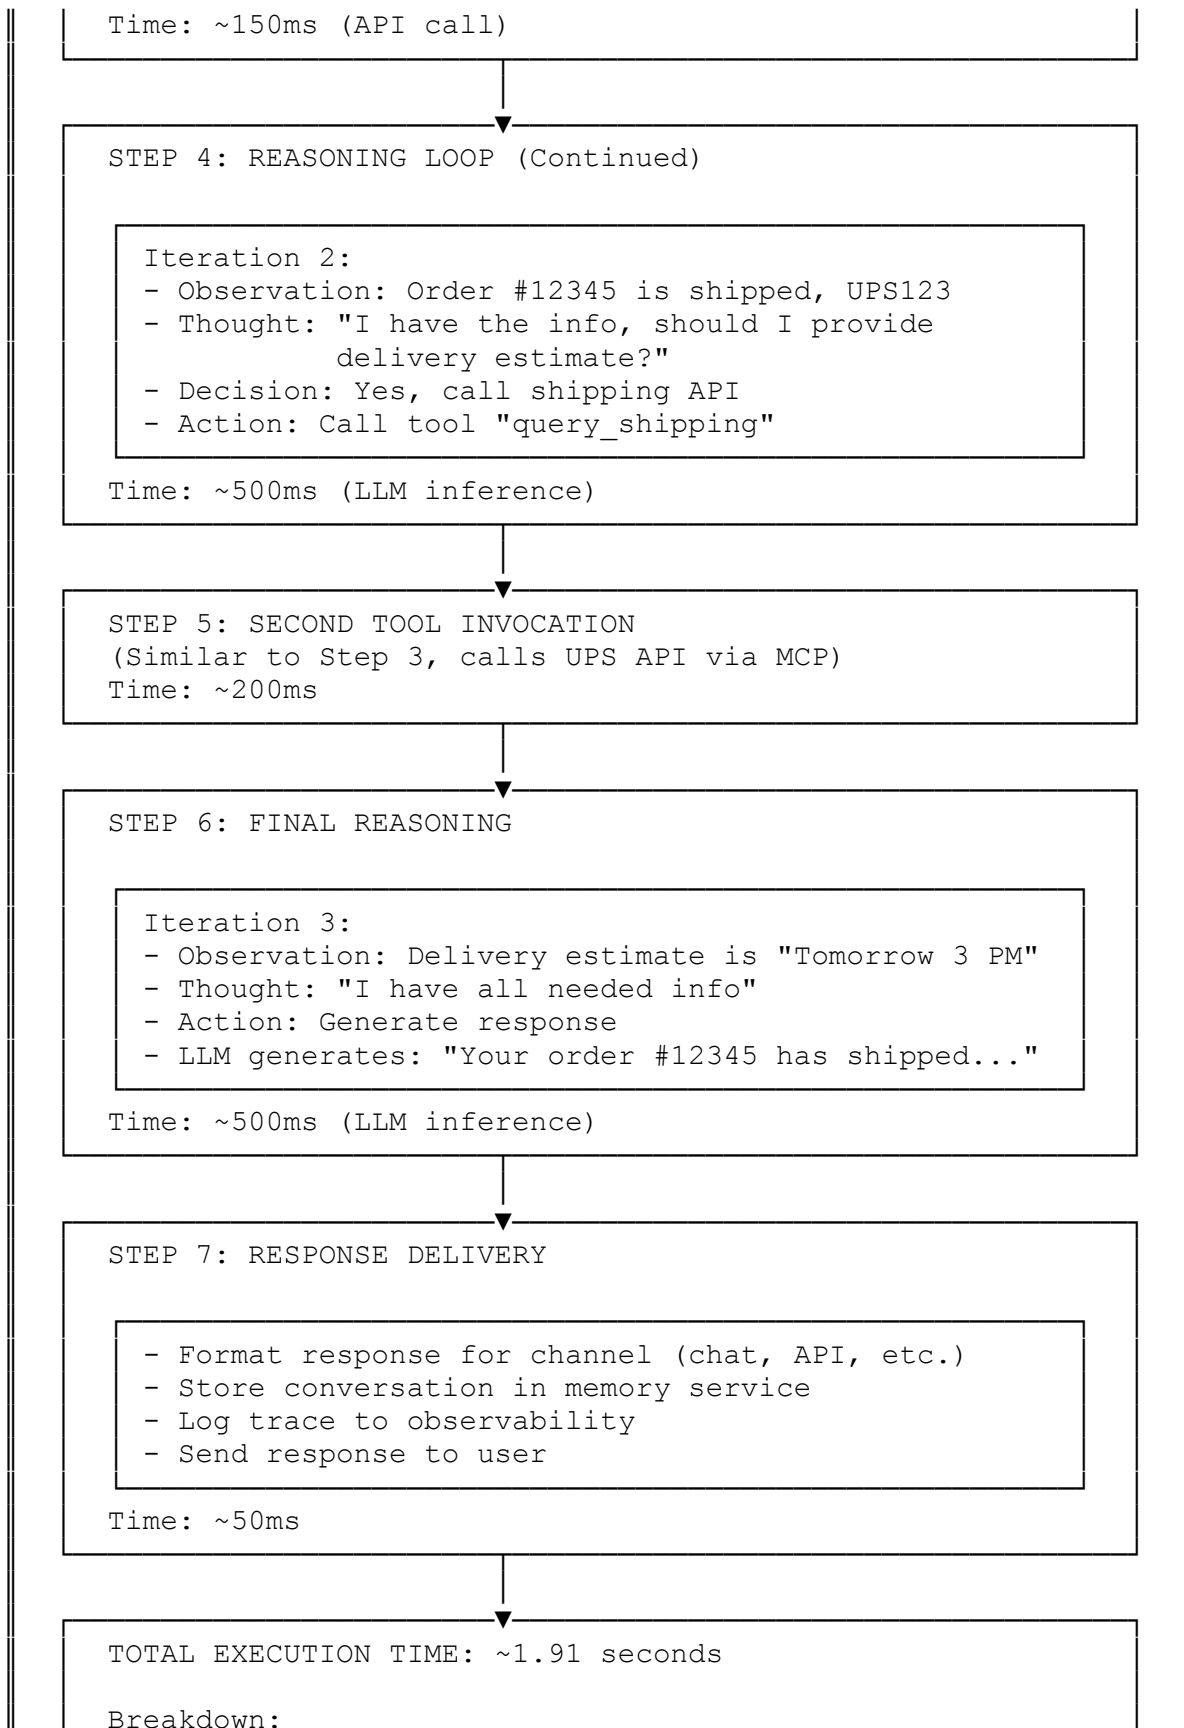 Time: ~150ms (API call)
STEP 4: REASONING LOOP (Continued)
Iteration 2:
- Observation: Order #12345 is shipped, UPS123
- Thought: "I have the info, should I provide
delivery estimate?"
- Decision: Yes, call shipping API
- Action: Call tool "query_shipping"
Time: ~500ms (LLM inference)
STEP 5: SECOND TOOL INVOCATION
(Similar to Step 3, calls UPS API via MCP)
Time: ~200ms
STEP 6: FINAL REASONING
Iteration 3:
- Observation: Delivery estimate is "Tomorrow 3 PM"
- Thought: "I have all needed info"
- Action: Generate response
- LLM generates: "Your order #12345 has shipped..."
Time: ~500ms (LLM inference)
STEP 7: RESPONSE DELIVERY
- Format response for channel (chat, API, etc.)
- Store conversation in memory service
- Log trace to observability
- Send response to user
Time: ~50ms
TOTAL EXECUTION TIME: ~1.91 seconds
Breakdown: